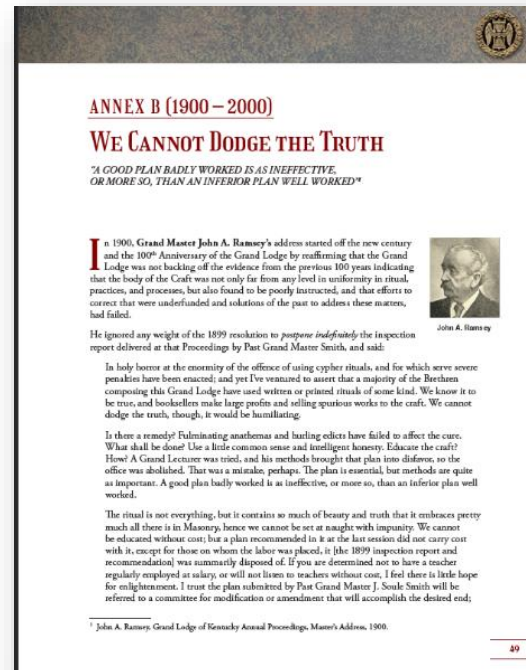 ANNEX B (1900 – 2000)
WE CANNOT DODGE THE TRUTH
"A GOOD PLAN BADLY WORKED IS AS INEFFECTIVE,
OR MORE SO, THAN AN INFERIOR PLAN WELL WORKED"¹
In 1900, Grand Master John A. Ramsey's address started off the new century
and the 100th Anniversary of the Grand Lodge by reaffirming that the Grand
Lodge was not backing off the evidence from the previous 100 years indicating
that the body of the Craft was not only far from any level in uniformity in ritual,
practices, and processes, but also found to be poorly instructed, and that efforts to
correct that were underfunded and solutions of the past to address these matters,
had failed.
John A. Ramsey
He ignored any weight of the 1899 resolution to postpone indefinitely the inspection
report delivered at that Proceedings by Past Grand Master Smith, and said:
In holy horror at the enormity of the offence of using cypher rituals, and for which serve severe
penalties have been enacted; and yet I've ventured to assert that a majority of the Brethren
composing this Grand Lodge have used written or printed rituals of some kind. We know it to
be true, and booksellers make large profits and selling spurious works to the craft. We cannot
dodge the truth, though, it would be humiliating.
Is there a remedy? Fulminating anathemas and hurling edicts have failed to affect the cure.
What shall be done? Use a little common sense and intelligent honesty. Educate the craft?
How? A Grand Lecturer was tried, and his methods brought that plan into disfavor, so the
office was abolished. That was a mistake, perhaps. The plan is essential, but methods are quite
as important. A good plan badly worked is as ineffective, or more so, than an inferior plan well
worked.
The ritual is not everything, but it contains so much of beauty and truth that it embraces pretty
much all there is in Masonry, hence we cannot be set at naught with impunity. We cannot
be educated without cost; but a plan recommended in it at the last session did not carry cost
with it, except for those on whom the labor was placed, it [the 1899 inspection report and
recommendation] was summarily disposed of. If you are determined not to have a teacher
regularly employed at salary, or will not listen to teachers without cost, I feel there is little hope
for enlightenment. I trust the plan submitted by Past Grand Master J. Soule Smith will be
referred to a committee for modification or amendment that will accomplish the desired end;
¹ John A. Ramsey, Grand Lodge of Kentucky Annual Proceedings, Master's Address, 1900.
49